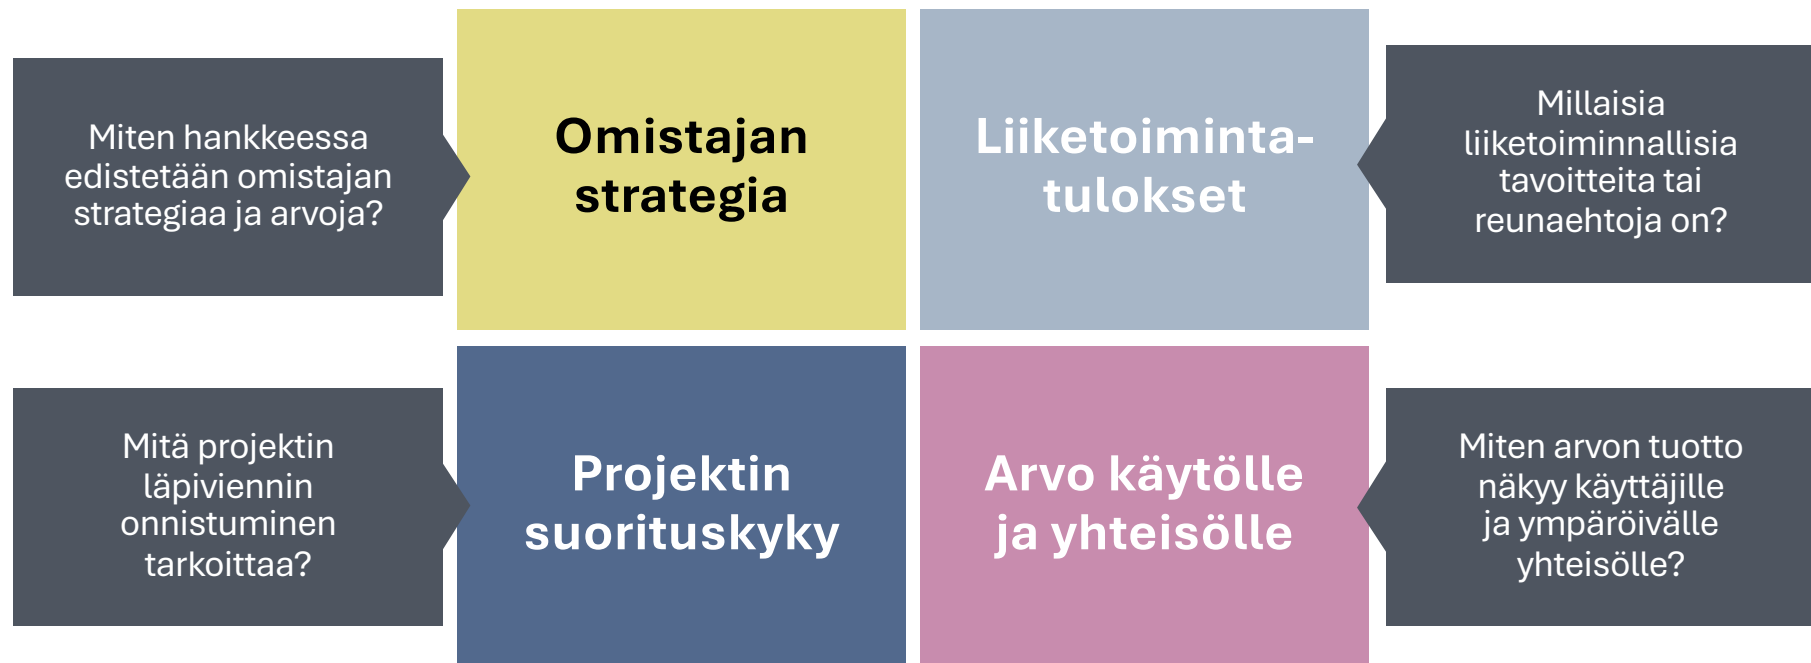 Miten hankkeessa
edistetään omistajan
strategiaa ja arvoja?
Omistajan
strategia
Liiketoiminta-
tulokset
Millaisia
liiketoiminnallisia
tavoitteita tai
reunaehtoja on?
Mitä projektin
läpiviennin
onnistuminen
tarkoittaa?
Projektin
suorituskyky
Arvo käytölle
ja yhteisölle
Miten arvon tuotto
näkyy käyttäjille
ja ympäröivälle
yhteisölle?